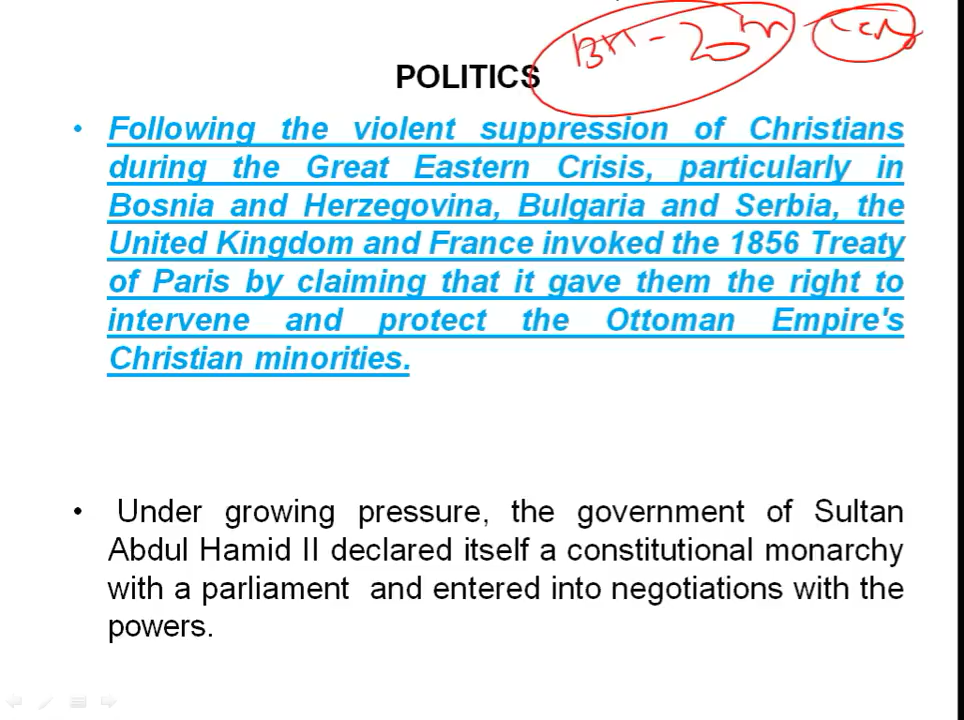 POLITICS
• Following the violent suppression of Christians
during the Great Eastern Crisis, particularly in
Bosnia and Herzegovina, Bulgaria and Serbia, the
United Kingdom and France invoked the 1856 Treaty
of Paris by claiming that it gave them the right to
intervene and protect the Ottoman Empire's
Christian minorities.
• Under growing pressure, the government of Sultan
Abdul Hamid II declared itself a constitutional monarchy
with a parliament and entered into negotiations with the
powers.